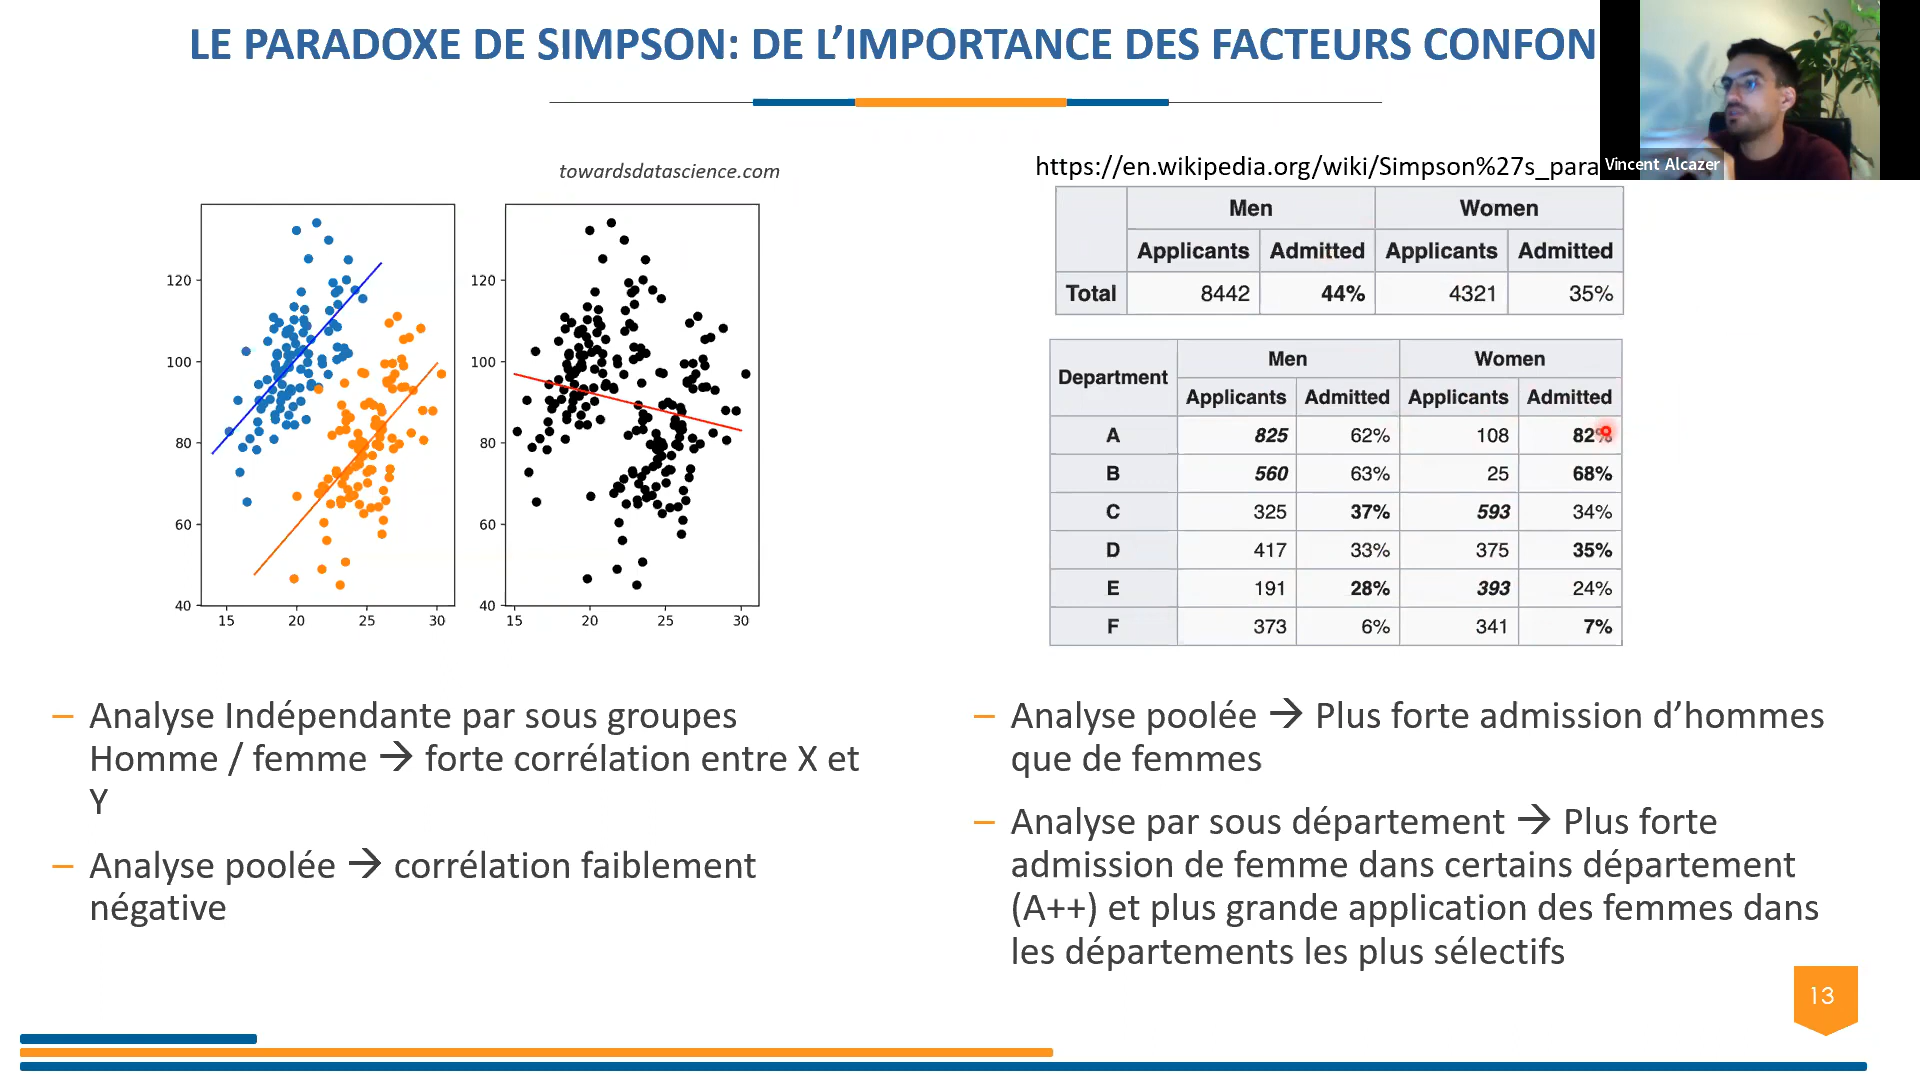 LE PARADOXE DE SIMPSON: DE L’IMPORTANCE DES FACTEURS CONFON
Vincent Alcazer
towardsdatascience.com
https://en.wikipedia.org/wiki/Simpson%27s_para
120
100
80
60
40
15 20 25 30
120
100
80
60
40
15 20 25 30
Men Women
Applicants Admitted Applicants Admitted
Total 8442 44% 4321 35%
Department Men Women
Applicants Admitted Applicants Admitted
A 825 62% 108 82%
B 560 63% 25 68%
C 325 37% 593 34%
D 417 33% 375 35%
E 191 28% 393 24%
F 373 6% 341 7%
– Analyse Indépendante par sous groupes
Homme / femme → forte corrélation entre X et
Y
– Analyse poolée → corrélation faiblement
négative
– Analyse poolée → Plus forte admission d’hommes
que de femmes
– Analyse par sous département → Plus forte
admission de femme dans certains département
(A++) et plus grande application des femmes dans
les départements les plus sélectifs
13